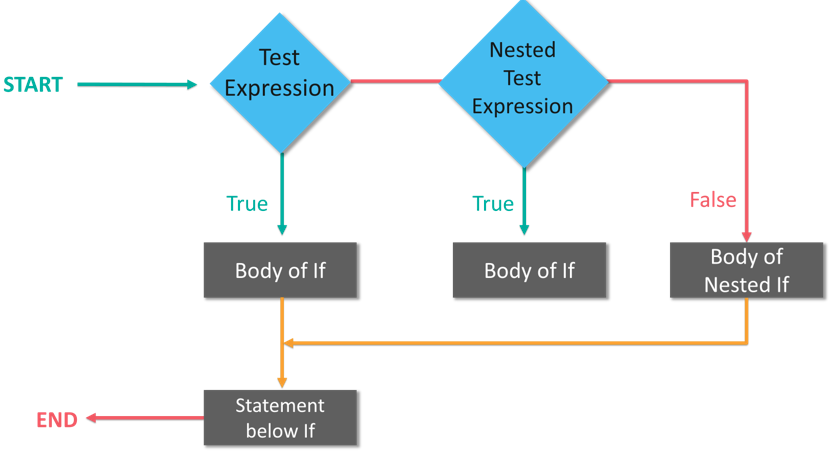 START
Test
Expression
Nested
Test
Expression
True
True
False
Body of If
Body of If
Body of
Nested If
Statement
below If
END